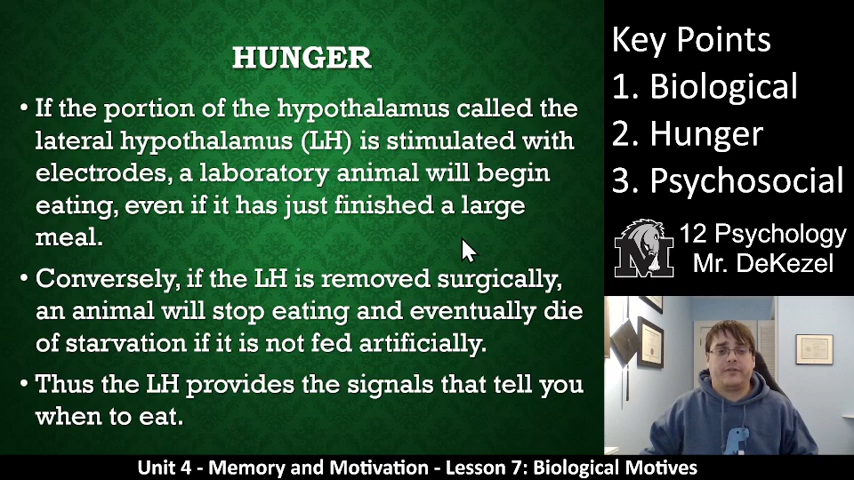 HUNGER
• If the portion of the hypothalamus called the
lateral hypothalamus (LH) is stimulated with
electrodes, a laboratory animal will begin
eating, even if it has just finished a large
meal.
• Conversely, if the LH is removed surgically,
an animal will stop eating and eventually die
of starvation if it is not fed artificially.
• Thus the LH provides the signals that tell you
when to eat.
Key Points
1. Biological
2. Hunger
3. Psychosocial
M
12 Psychology
Mr. DeKezel
Unit 4 - Memory and Motivation - Lesson 7: Biological Motives